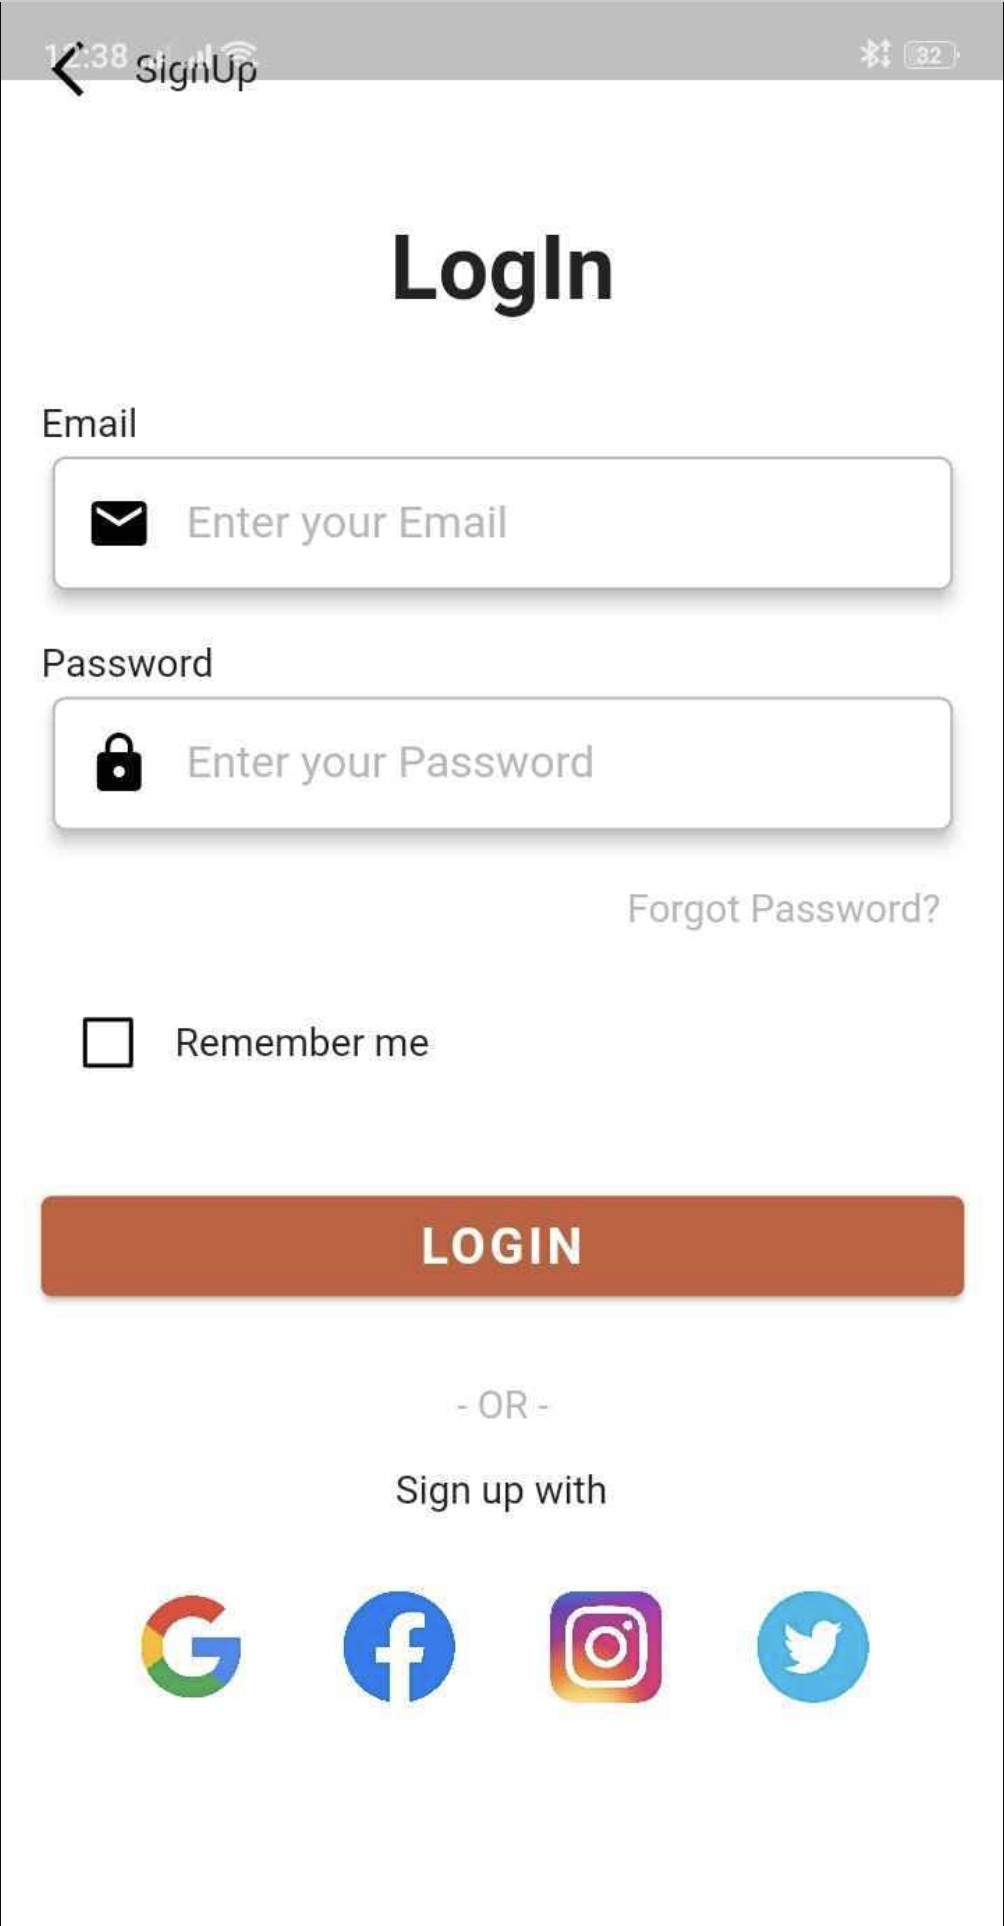 12:38
32
SignUp
LogIn
Email
Enter your Email
Password
Enter your Password
Forgot Password?
Remember me
LOGIN
- OR -
Sign up with